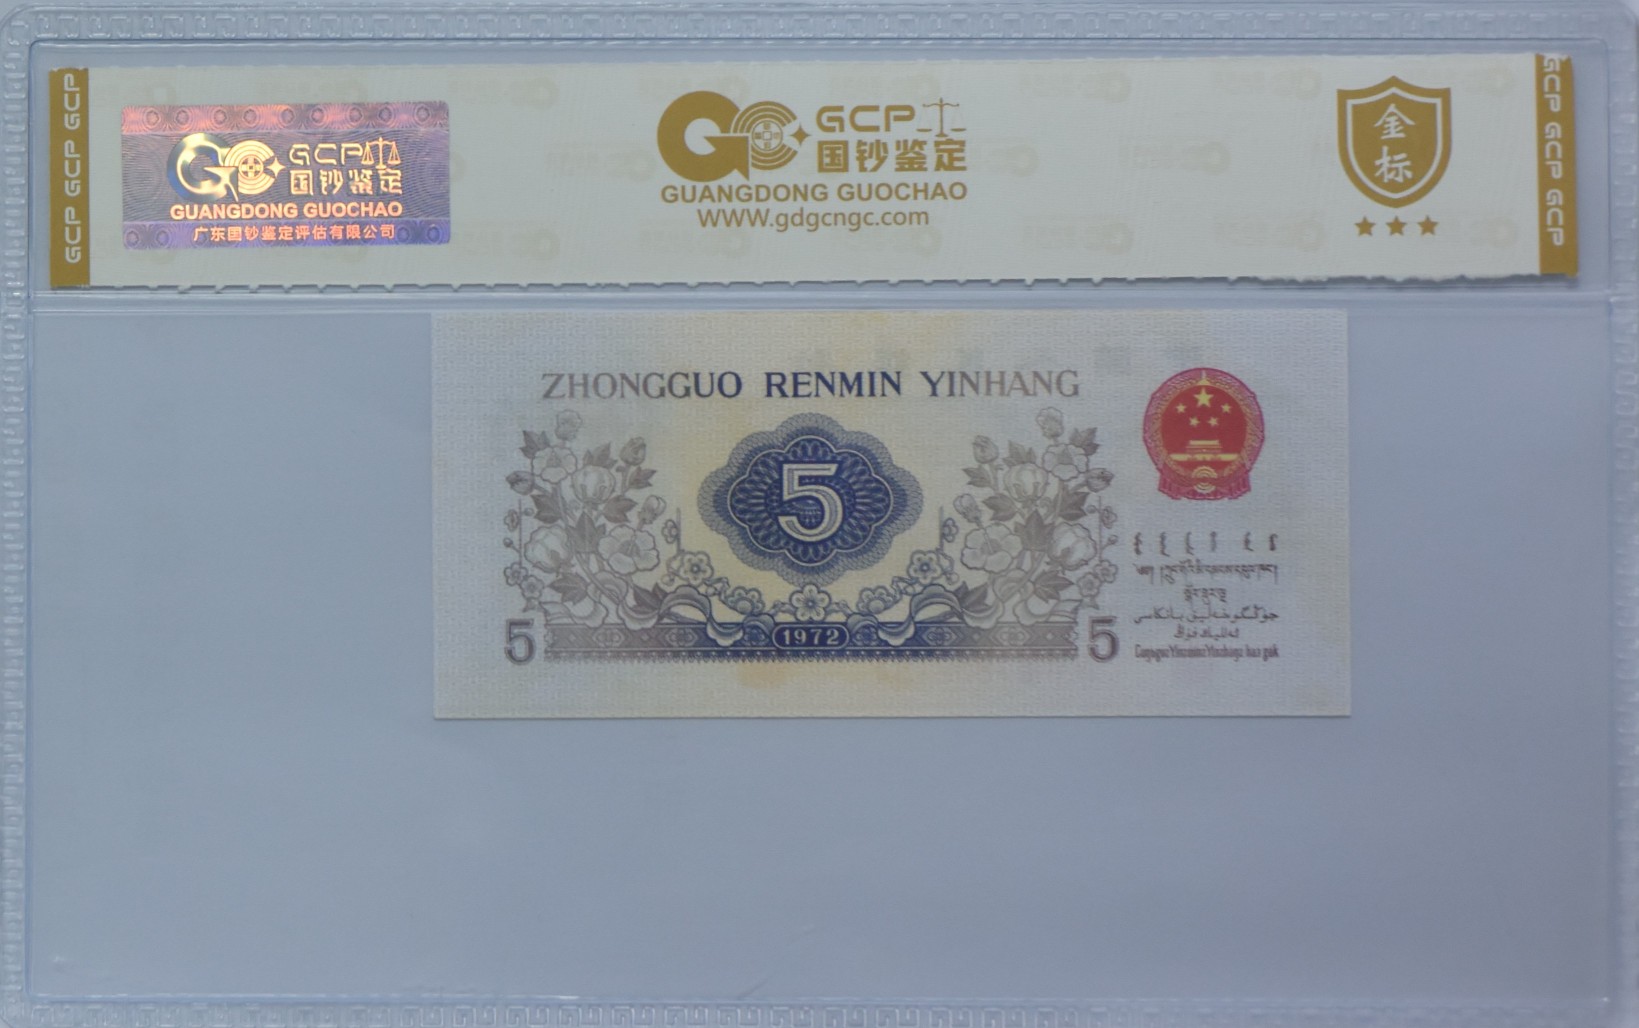 GCP GCP GCP
GCP
国钞鉴定
GUANGDONG GUOCHAO
广东国钞鉴定评估有限公司
GCP
国钞鉴定
GUANGDONG GUOCHAO
WWW.gdgcngc.com
金标
GCP GCP GCP
ZHONGGUO RENMIN YINHANG
5
1972
5
5